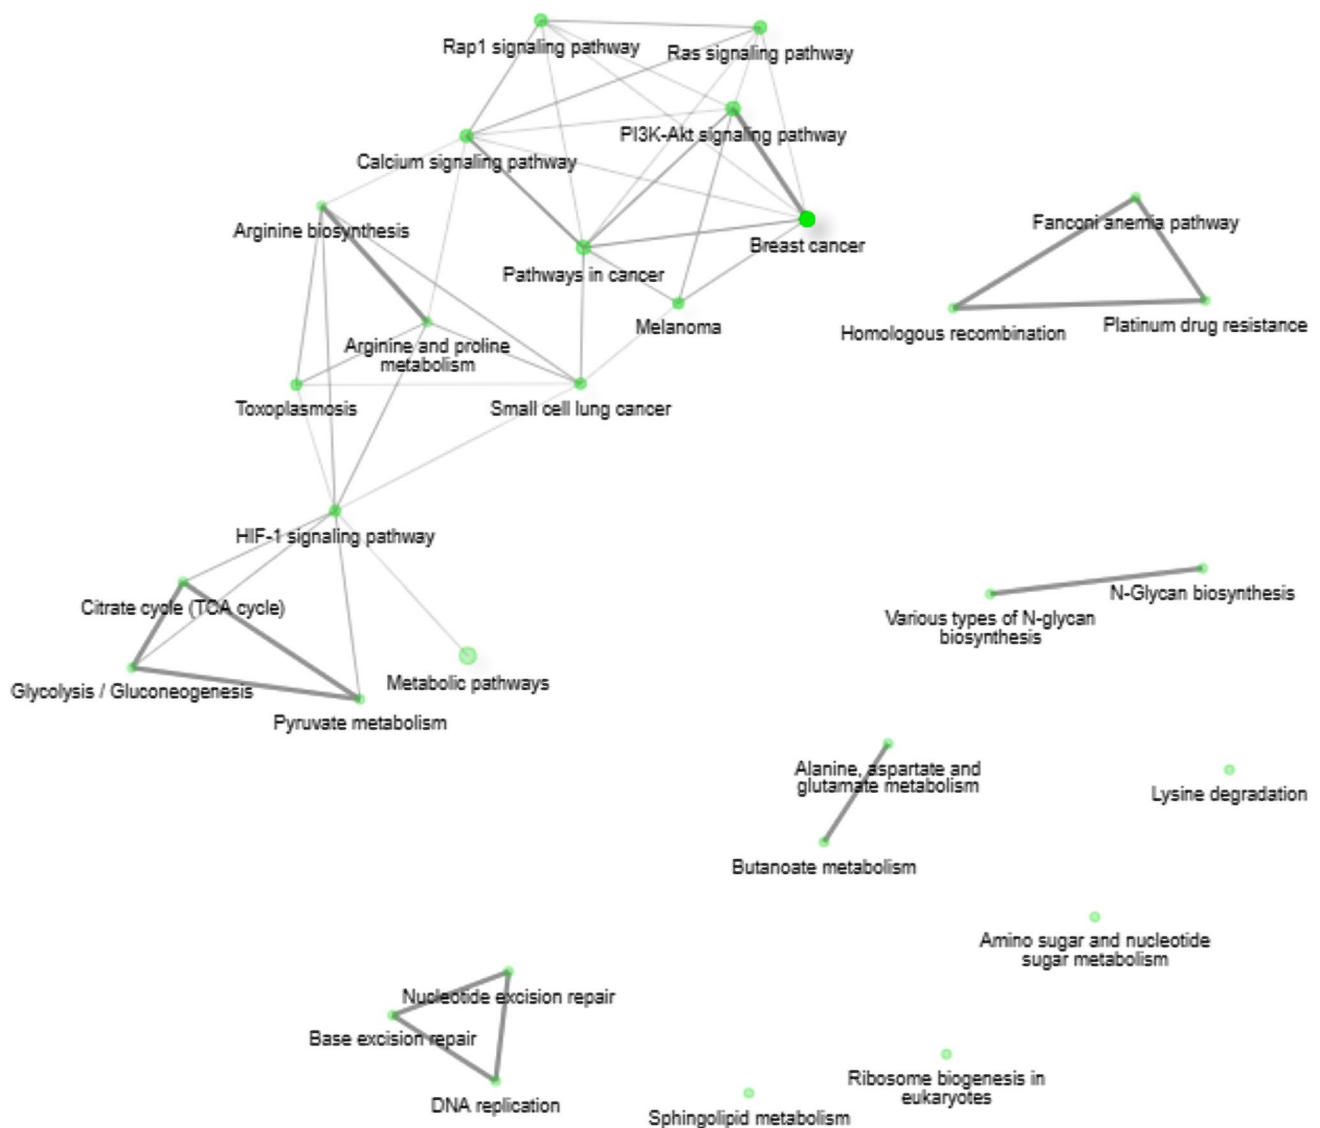 Rap1 signaling pathway
Ras signaling pathway
PI3K-Akt signaling pathway
Calcium signaling pathway
Fanconi anemia pathway
Arginine biosynthesis
Breast cancer
Pathways in cancer
Melanoma
Platinum drug resistance
Homologous recombination
Arginine and proline
metabolism
Toxoplasmosis
Small cell lung cancer
HIF-1 signaling pathway
N-Glycan biosynthesis
Citrate cycle (TCA cycle)
Various types of N-glycan
biosynthesis
Metabolic pathways
Glycolysis / Gluconeogenesis
Pyruvate metabolism
Alanine, aspartate and
glutamate metabolism
Lysine degradation
Butanoate metabolism
Amino sugar and nucleotide
sugar metabolism
Nucleotide excision repair
Base excision repair
Ribosome biogenesis in
eukaryotes
DNA replication
Sphingolipid metabolism